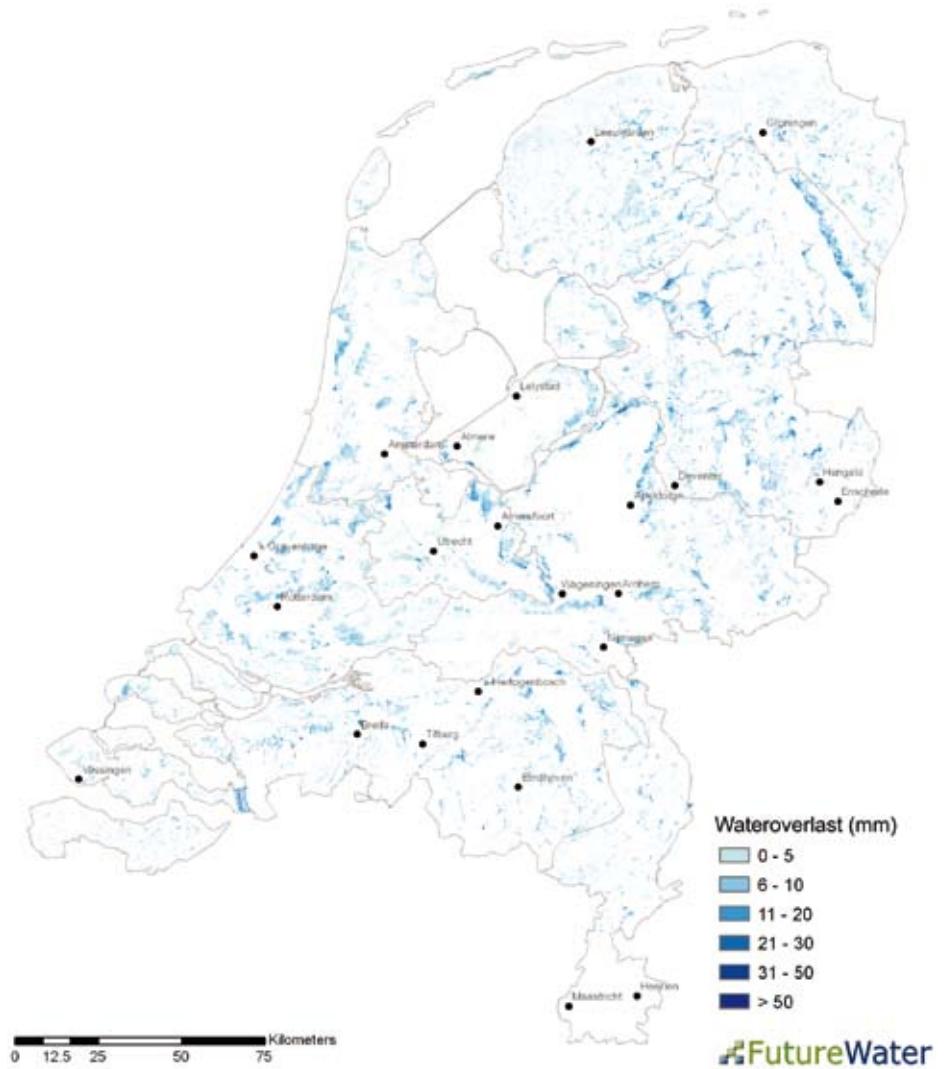 Groningen
Leeuwarden
Lelystad
Almere
Amsterdam
Hengelo
Deventer
Enschede
Apeldoorn
Amersfoort
Utrecht
's Gravenhage
Wageningen
Arnhem
Rotterdam
Nijmegen
's Hertogenbosch
Breda
Tilburg
Vlissingen
Eindhoven
Wateroverlast (mm)
0 - 5
6 - 10
11 - 20
21 - 30
31 - 50
> 50
Heerlen
Maastricht
Kilometers
0 12.5 25 50 75
FutureWater